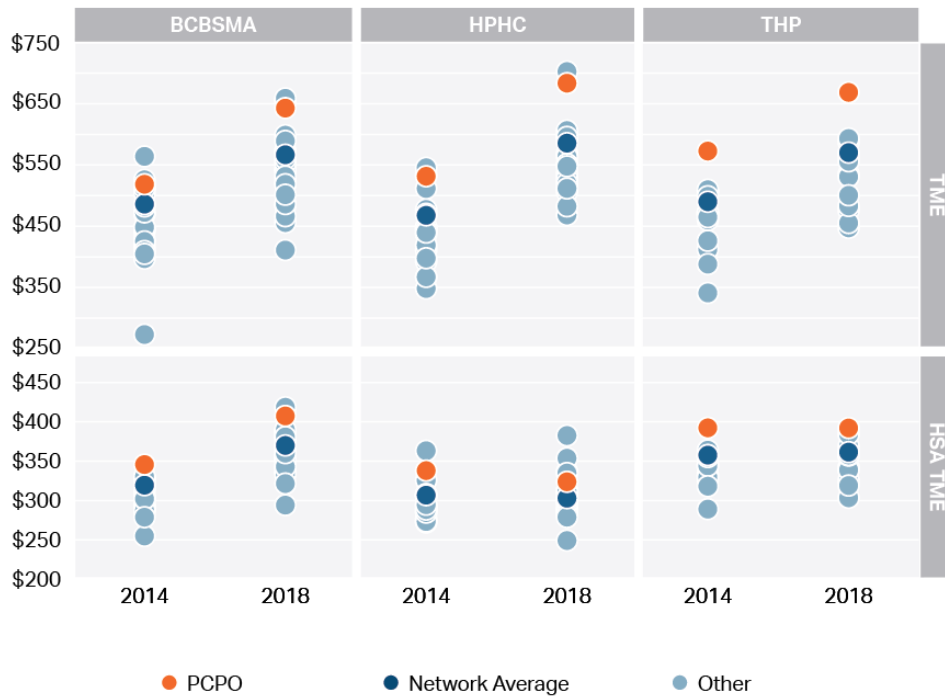 BCBSMA HPHC THP
$750
$650
$550
$450
$350
$250
TME
$450
$400
$350
$300
$250
$200
HSA TME
2014 2018 2014 2018 2014 2018
PCPO Network Average Other